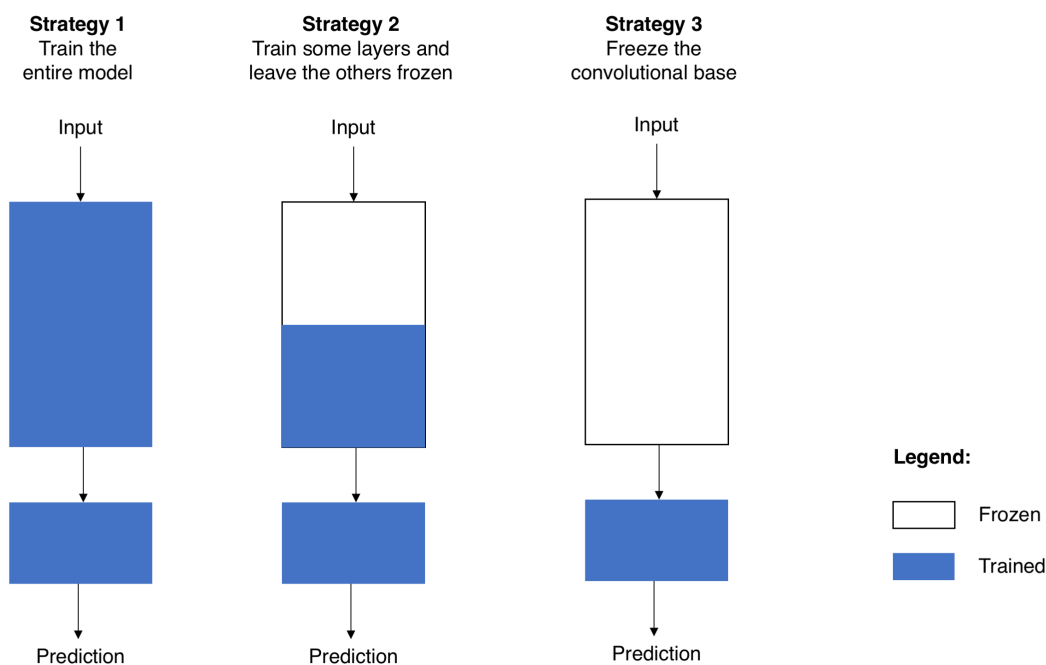 Strategy 1
Train the
entire model
Input
Prediction
Strategy 2
Train some layers and
leave the others frozen
Input
Prediction
Strategy 3
Freeze the
convolutional base
Input
Prediction
Legend:
Frozen
Trained